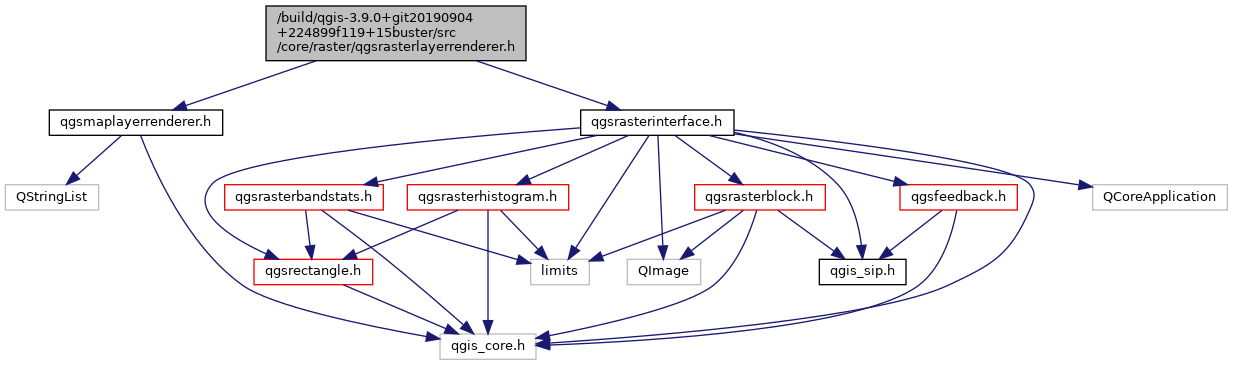 /build/qgis-3.9.0+git20190904
+224899f119+15buster/src
/core/raster/qgsrasterlayerrenderer.h
qgsmaplayerrenderer.h
qgsrasterinterface.h
QStringList
qgsrasterbandstats.h
qgsrasterhistogram.h
qgsrasterblock.h
qgsfeedback.h
QCoreApplication
qgsrectangle.h
limits
QImage
qgis_sip.h
qgis_core.h